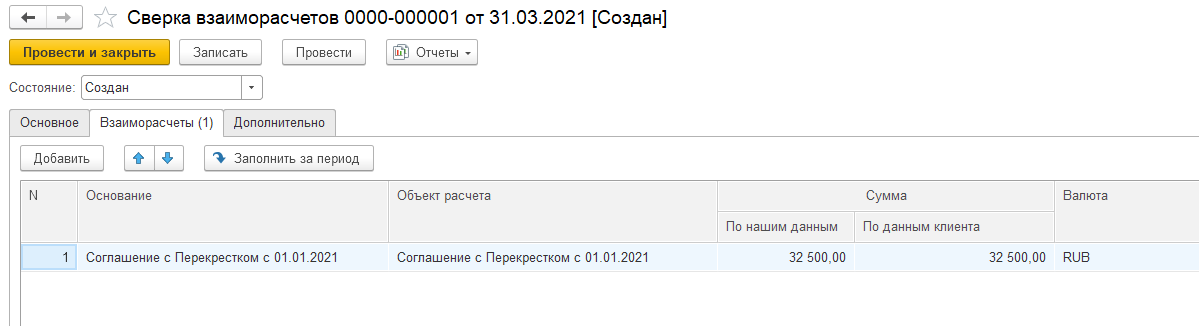 Сверка взаиморасчетов 0000-000001 от 31.03.2021 [Создан]
Провести и закрыть Записать Провести Отчеты
Состояние: Создан
Основное Взаиморасчеты (1) Дополнительно
Добавить Заполнить за период
N Основание Объект расчета Сумма Валюта
По нашим данным По данным клиента
1 Соглашение с Перекрестком с 01.01.2021 Соглашение с Перекрестком с 01.01.2021 32 500,00 32 500,00 RUB